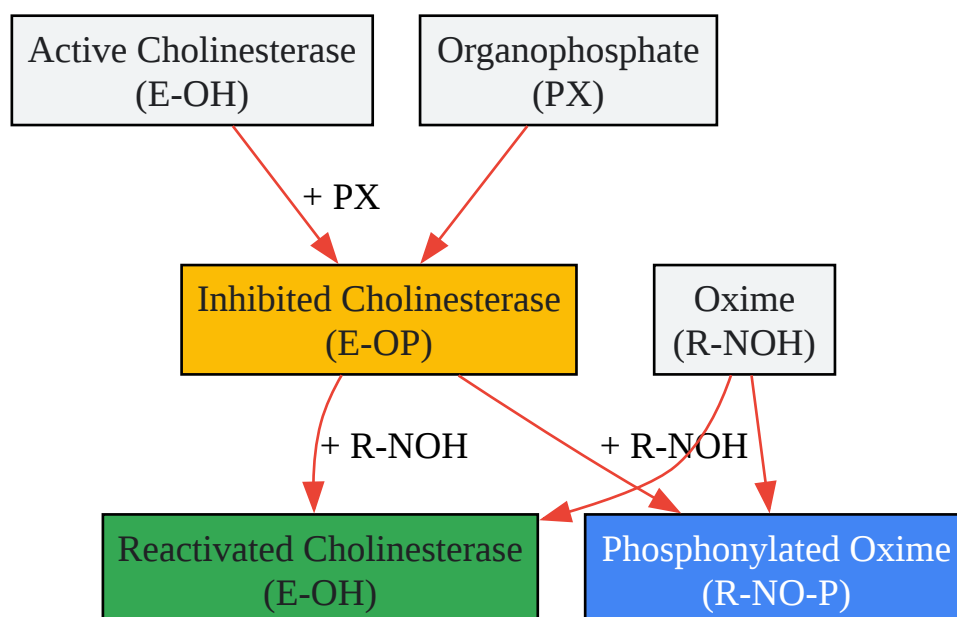 Active Cholinesterase
(E-OH)
Organophosphate
(PX)
+ PX
Inhibited Cholinesterase
(E-OP)
Oxime
(R-NOH)
+ R-NOH
+ R-NOH
Reactivated Cholinesterase
(E-OH)
Phosphonylated Oxime
(R-NO-P)